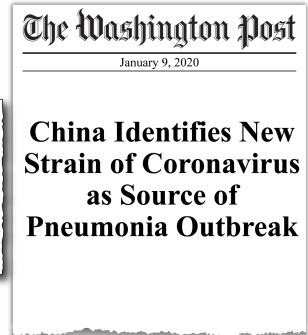 The Washington Post
January 9, 2020
China Identifies New
Strain of Coronavirus
as Source of
Pneumonia Outbreak